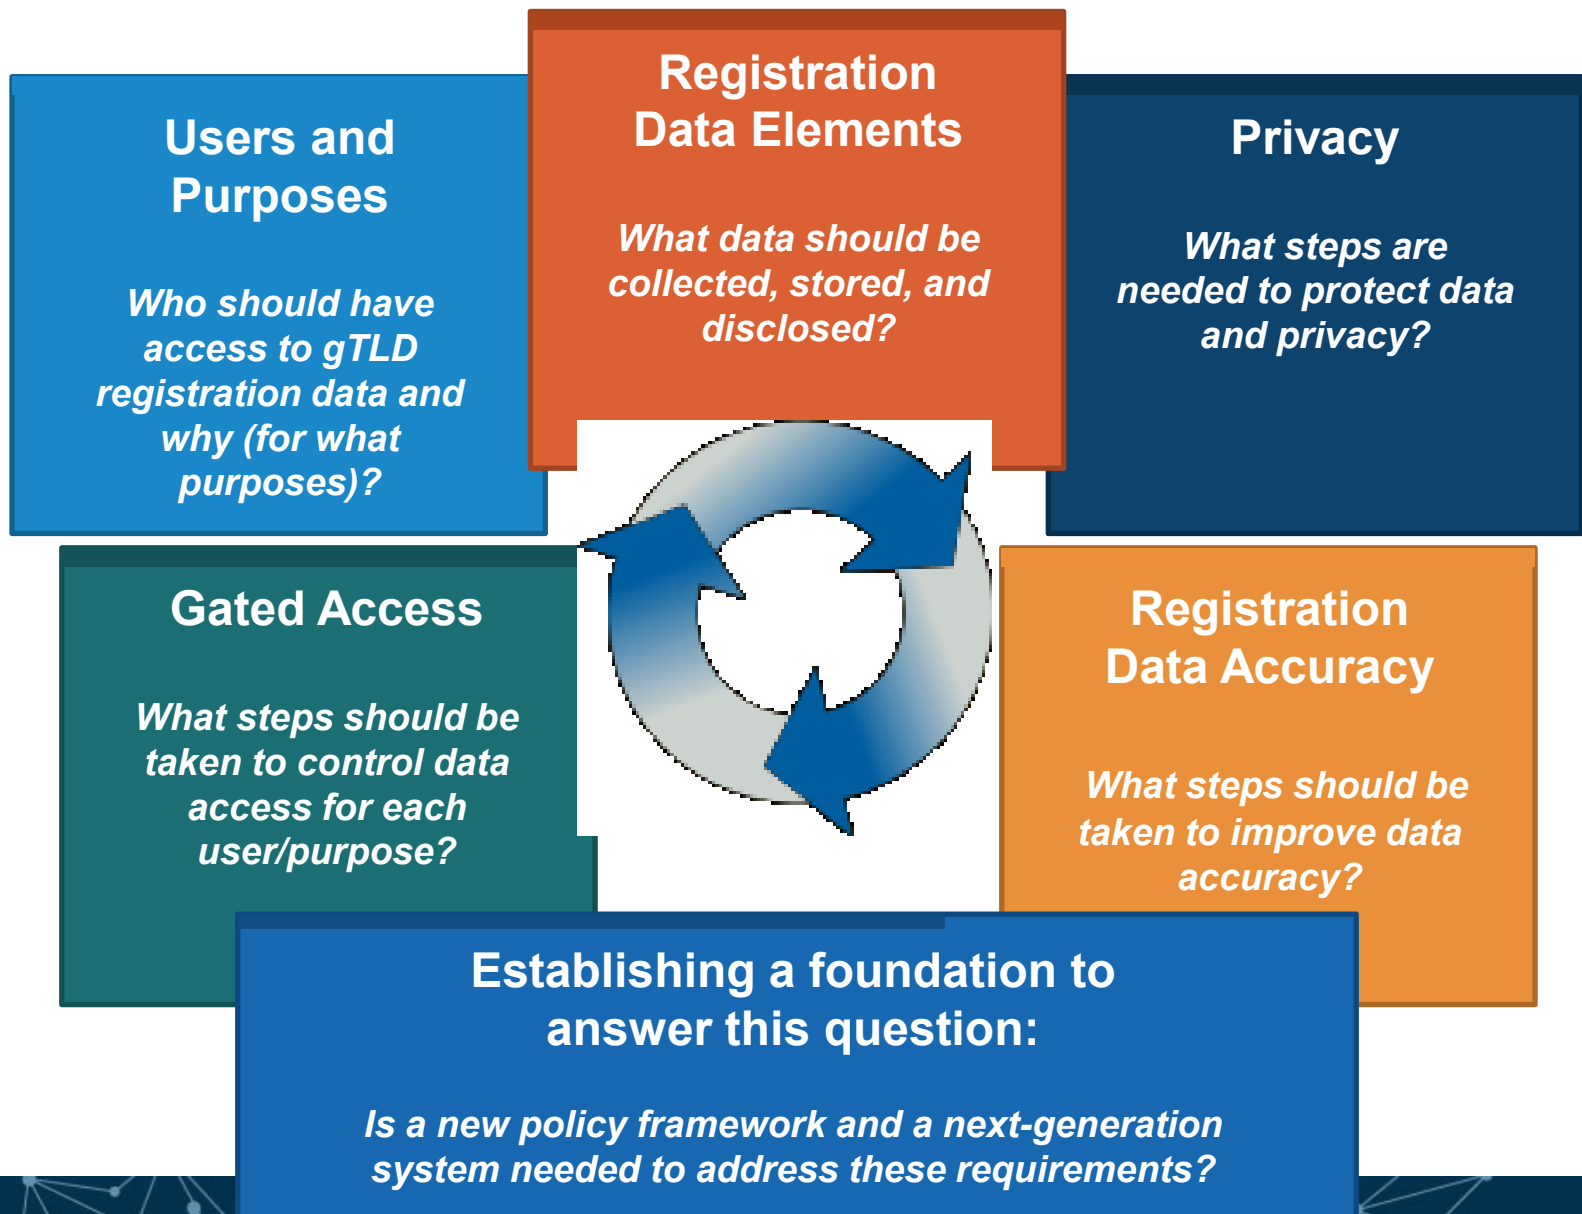 Users and
Purposes
Who should have
access to gTLD
registration data and
why (for what
purposes)?
Registration
Data Elements
What data should be
collected, stored, and
disclosed?
Privacy
What steps are
needed to protect data
and privacy?
Gated Access
What steps should be
taken to control data
access for each
user/purpose?
Registration
Data Accuracy
What steps should be
taken to improve data
accuracy?
Establishing a foundation to
answer this question:
Is a new policy framework and a next-generation
system needed to address these requirements?